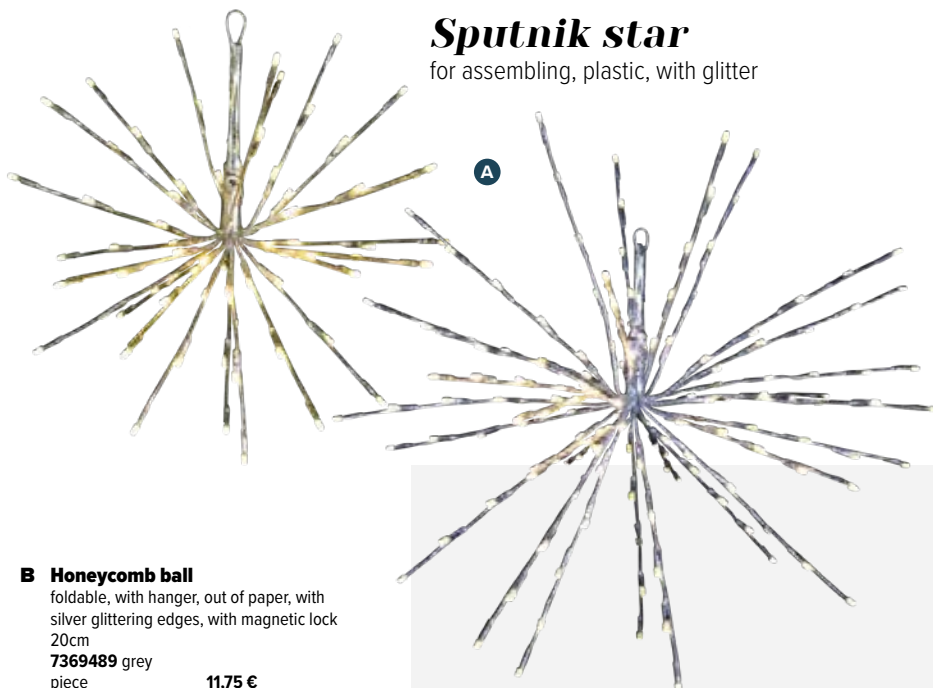 Sputnik star
for assembling, plastic, with glitter
A
B Honeycomb ball
foldable, with hanger, out of paper, with
silver glittering edges, with magnetic lock
20cm
7369489 grey
piece 11,75 €